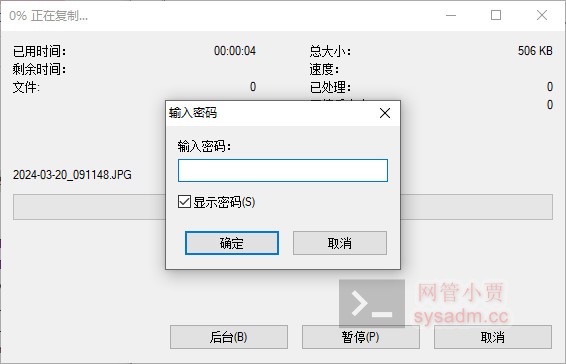 0% 正在复制...
已用时间: 00:00:04 总大小: 506 KB
剩余时间: 速度:
文件: 0 已处理: 0
0
输入密码
输入密码:
2024-03-20_091148.JPG
显示密码(S)
确定 取消
网管小贾
sysadm.cc
后台(B) 暂停(P) 取消